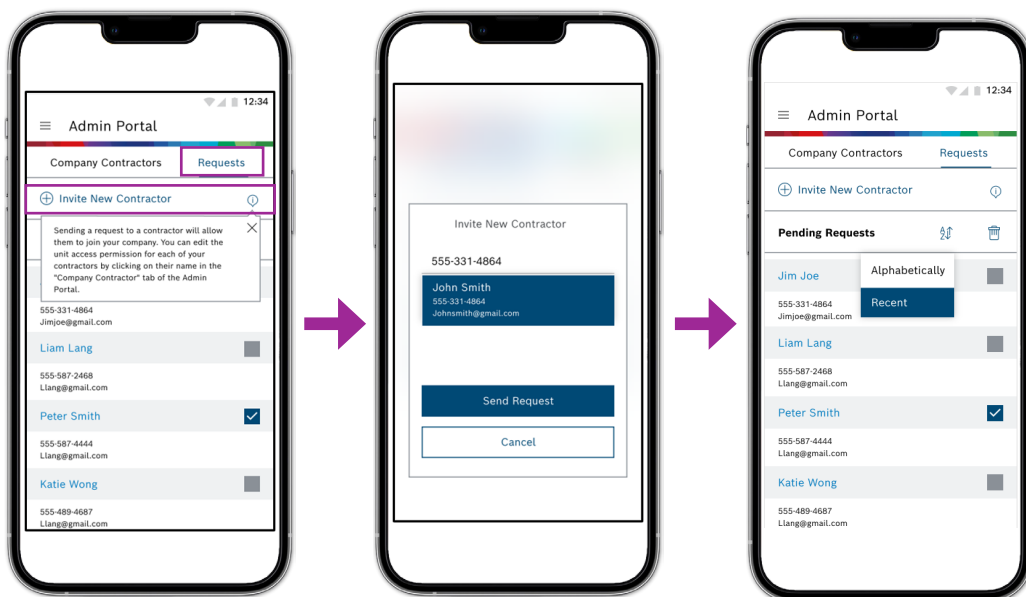 12:34
Admin Portal
Company Contractors
Requests
Invite New Contractor
Sending a request to a contractor will allow
them to join your company. You can edit the
unit access permission for each of your
contractors by clicking on their name in the
"Company Contractor" tab of the Admin
Portal.
555-331-4864
Jimjoe@gmail.com
Liam Lang
555-587-2468
Llang@gmail.com
Peter Smith
555-587-4444
Llang@gmail.com
Katie Wong
555-489-4687
Llang@gmail.com
Invite New Contractor
555-331-4864
John Smith
555-331-4864
Johnsmith@gmail.com
Send Request
Cancel
12:34
Admin Portal
Company Contractors
Requests
Invite New Contractor
Pending Requests
Alphabetically
Recent
Jim Joe
555-331-4864
Jimjoe@gmail.com
Liam Lang
555-587-2468
Llang@gmail.com
Peter Smith
555-587-4444
Llang@gmail.com
Katie Wong
555-489-4687
Llang@gmail.com